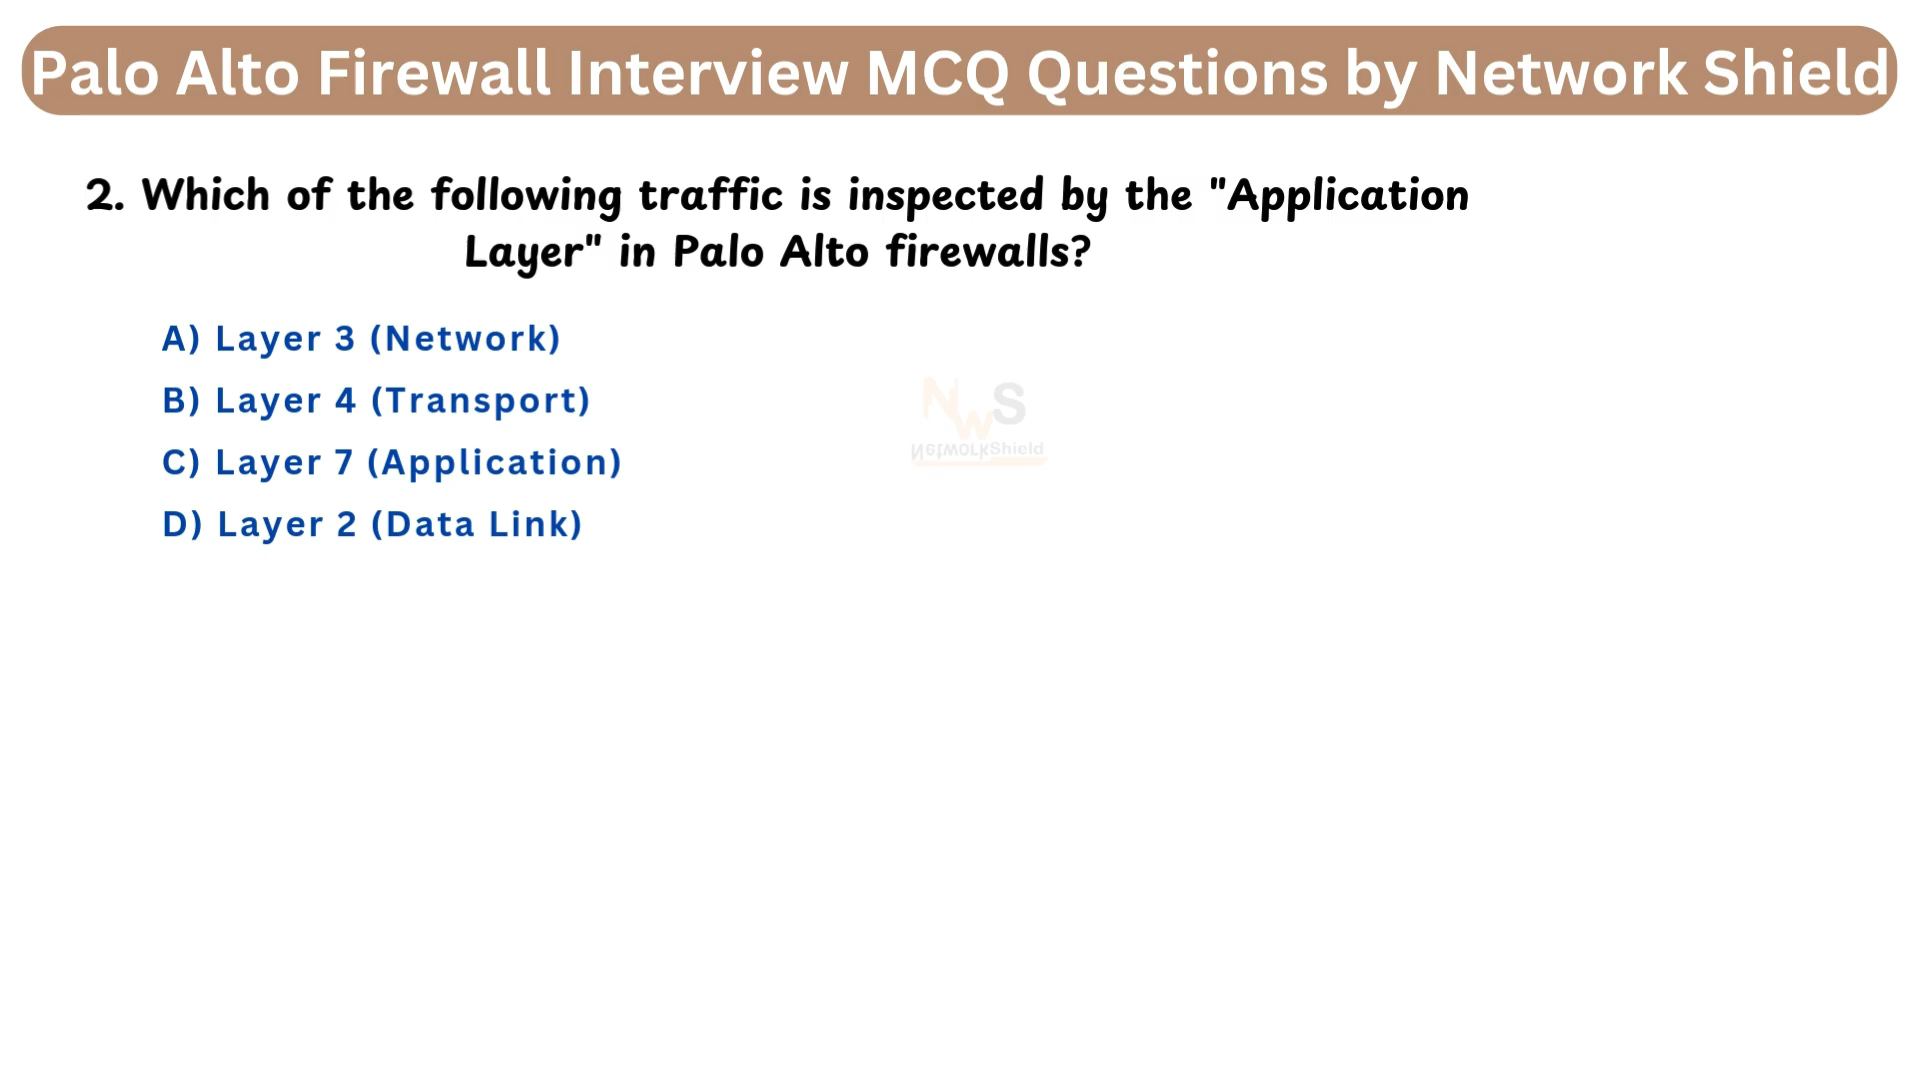 Palo Alto Firewall Interview MCQ Questions by Network Shield
2. Which of the following traffic is inspected by the "Application
Layer" in Palo Alto firewalls?
A) Layer 3 (Network)
B) Layer 4 (Transport)
C) Layer 7 (Application)
D) Layer 2 (Data Link)
NWS
NetworkShield